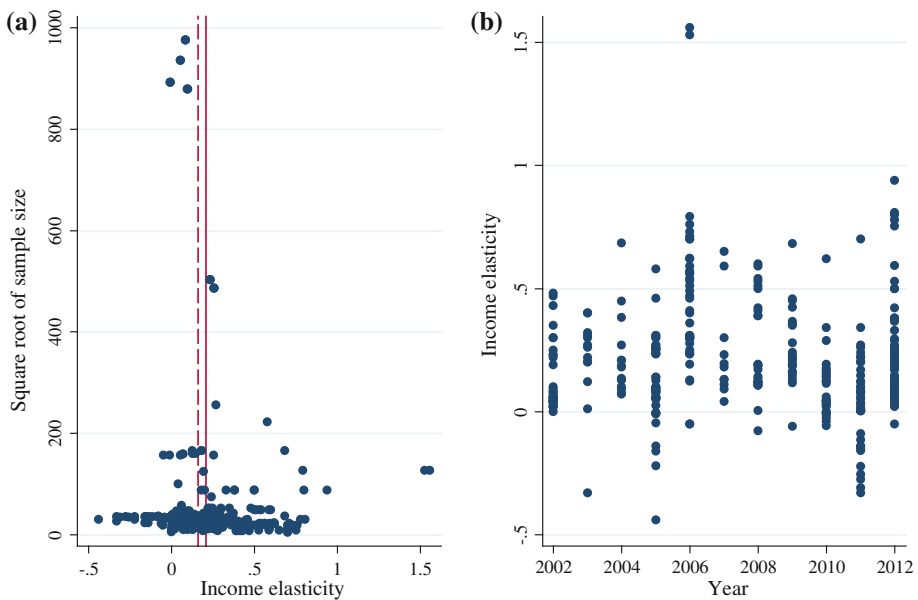 (a)
Square root of sample size
1000
800
600
400
200
0
-.5 0 .5 1 1.5
Income elasticity
(b)
Income elasticity
1.5
1
.5
0
-.5
2002 2004 2006 2008 2010 2012
Year